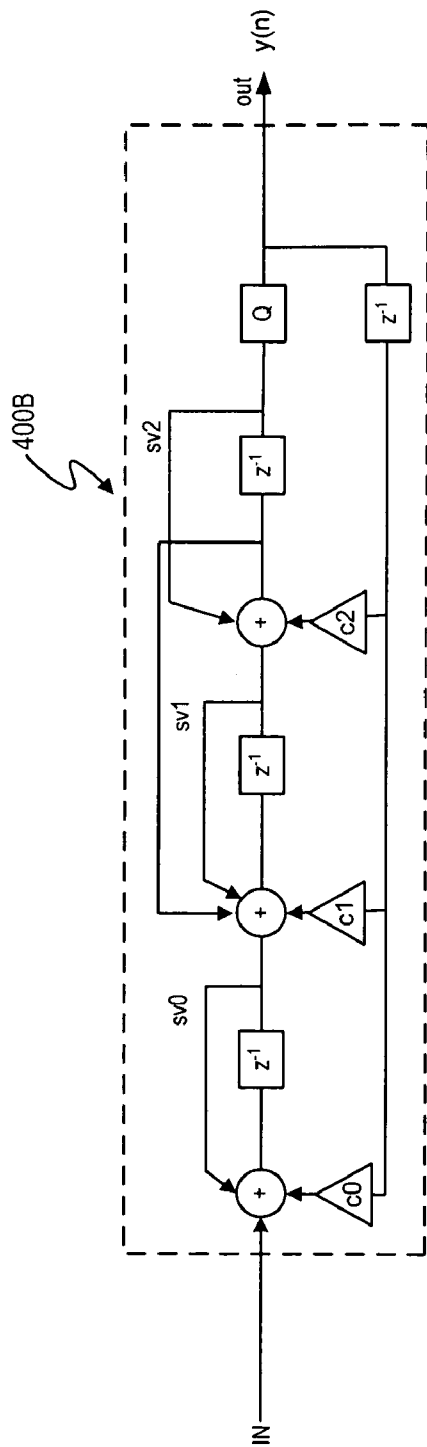 400B
IN
sv0
sv1
sv2
out
y(n)
+
z⁻¹
+
z⁻¹
+
z⁻¹
Q
c0
c1
c2
z⁻¹